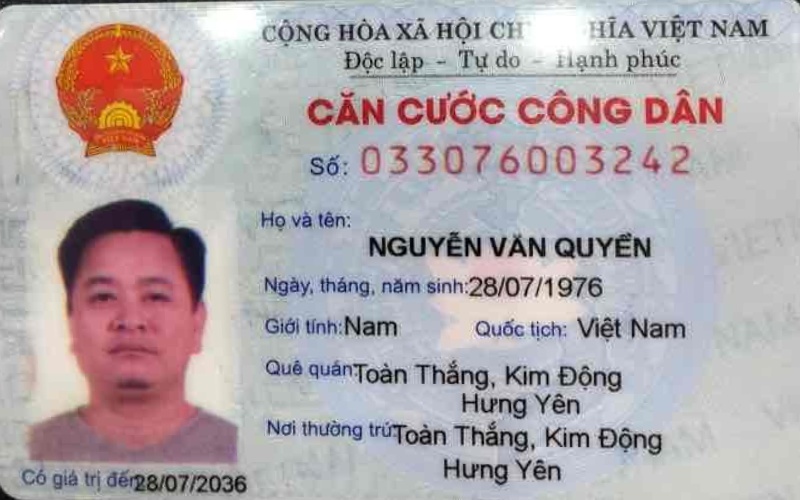 CỘNG HÒA XÃ HỘI CH HĨA VIỆT NAM
Độc lập - Tự do - Hạnh phúc
CĂN CƯỚC CÔNG DÂN
Số: 033076003242
Họ và tên:
NGUYỄN VĂN QUYỀN
Ngày, tháng, năm sinh: 28/07/1976
Giới tính: Nam Quốc tịch: Việt Nam
Quê quán: Toàn Thắng, Kim Động
Hưng Yên
Nơi thường trú: Toàn Thắng, Kim Động
Hưng Yên
Có giá trị đến: 28/07/2036
VIỆT NAM